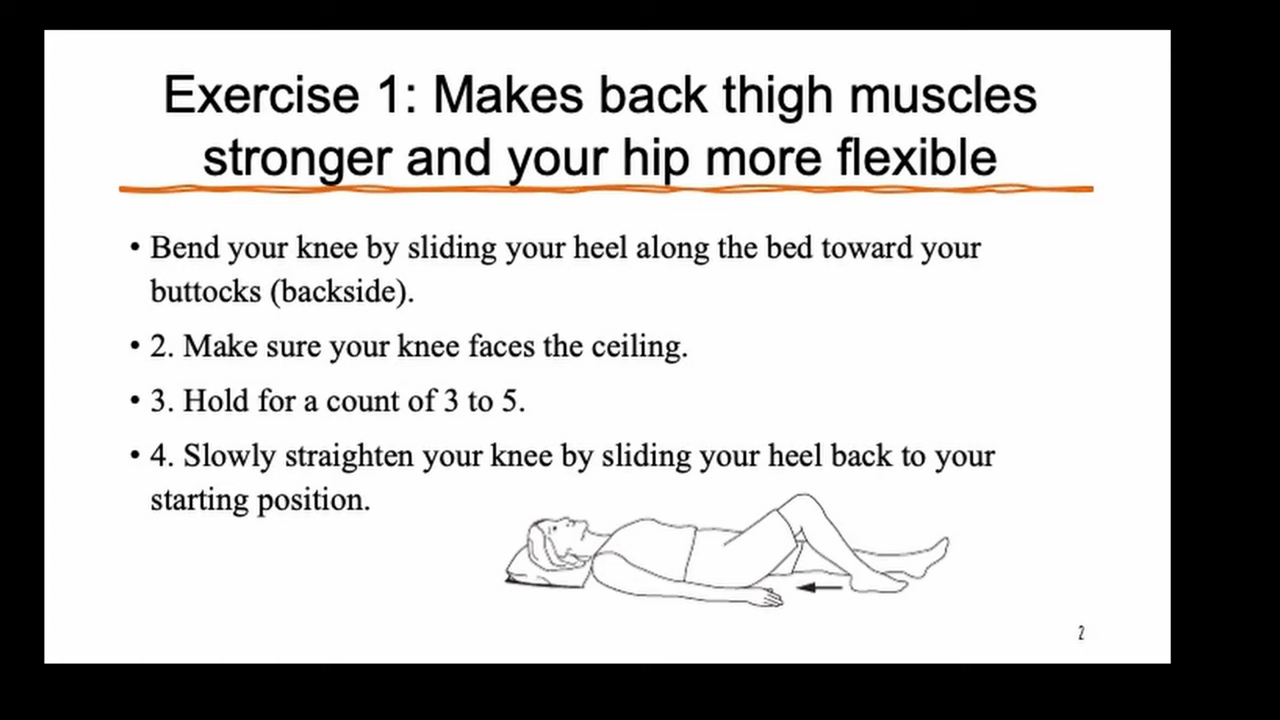 Exercise 1: Makes back thigh muscles
stronger and your hip more flexible
• Bend your knee by sliding your heel along the bed toward your
buttocks (backside).
• 2. Make sure your knee faces the ceiling.
• 3. Hold for a count of 3 to 5.
• 4. Slowly straighten your knee by sliding your heel back to your
starting position.
2